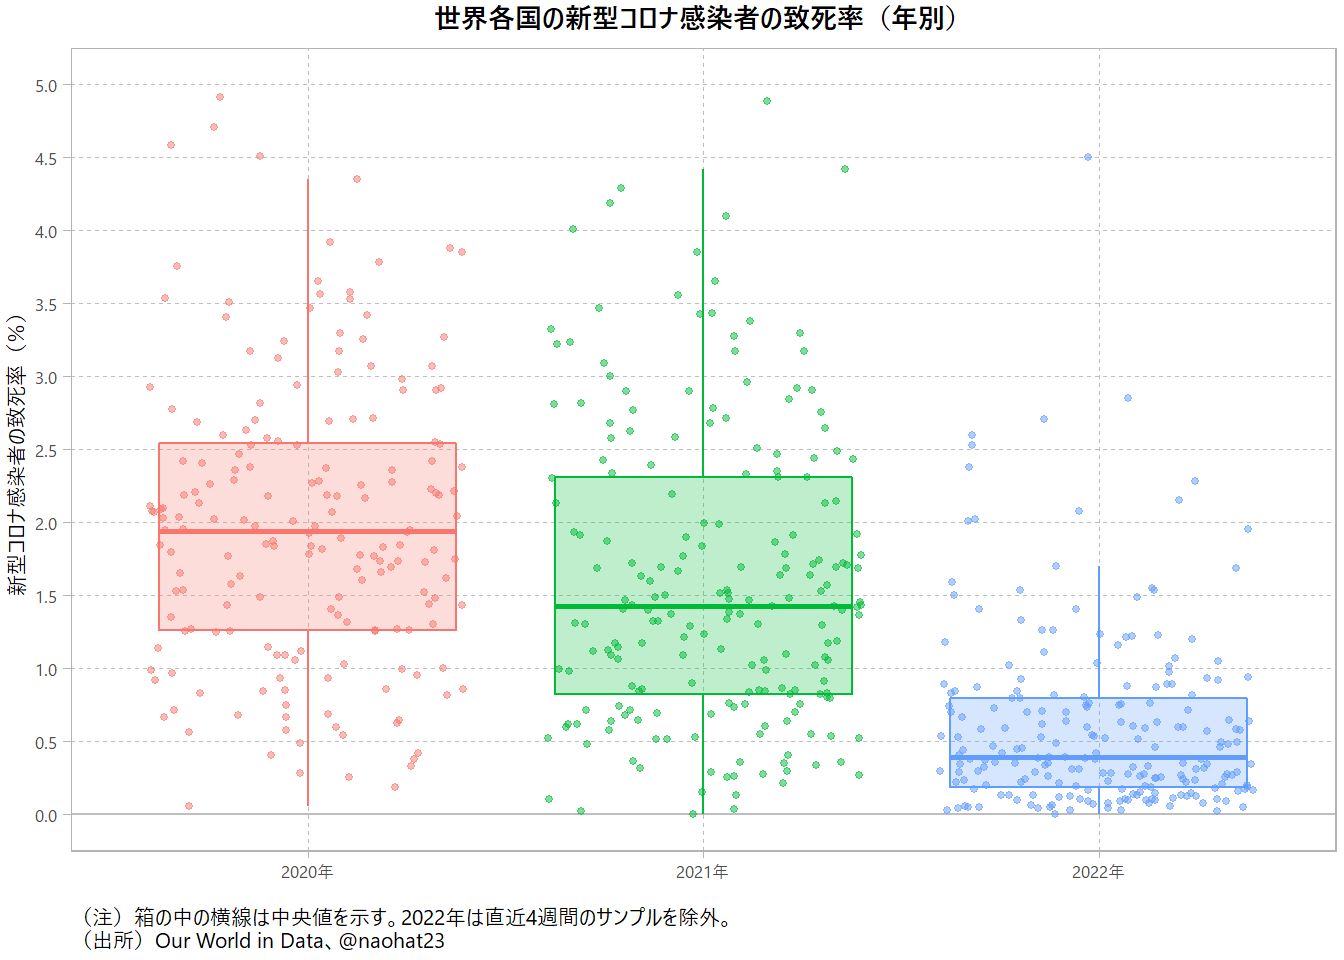 世界各国の新型コロナ感染者の致死率（年別）
新型コロナ感染者の致死率（％）
5.0
4.5
4.0
3.5
3.0
2.5
2.0
1.5
1.0
0.5
0.0
2020年
2021年
2022年
（注）箱の中の横線は中央値を示す。2022年は直近4週間のサンプルを除外。
（出所）Our World in Data、@naohat23